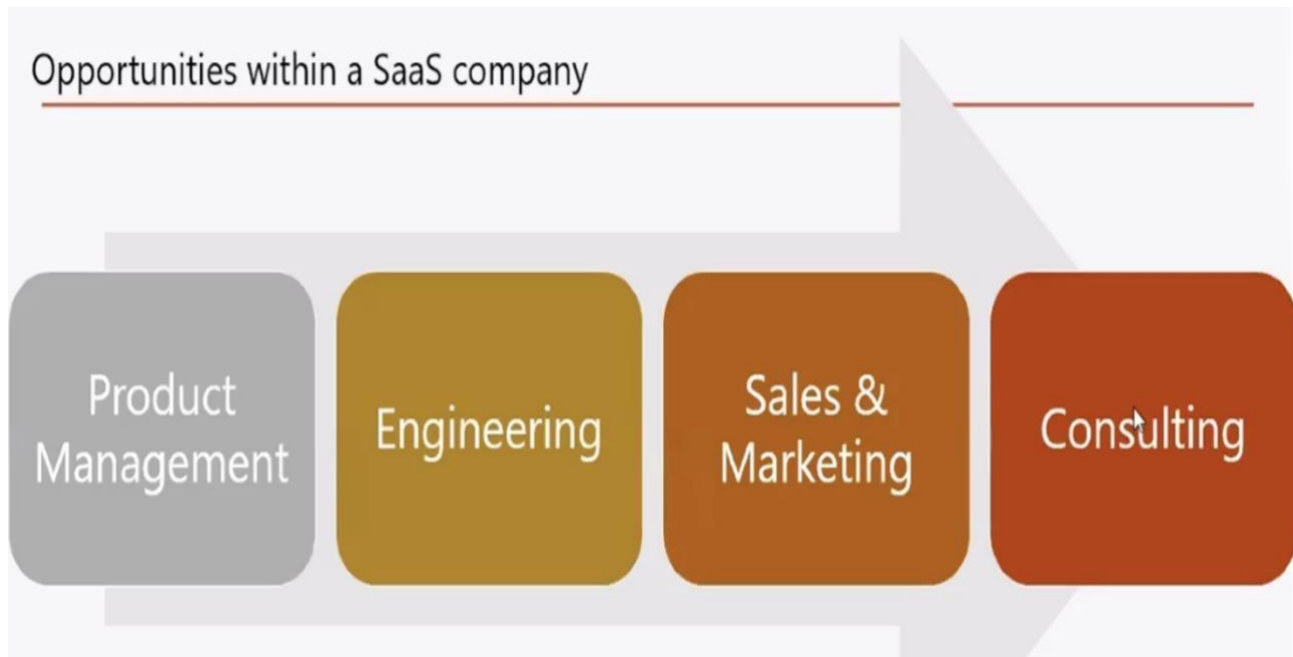 Opportunities within a SaaS company
Product
Management
Engineering
Sales &
Marketing
Consulting